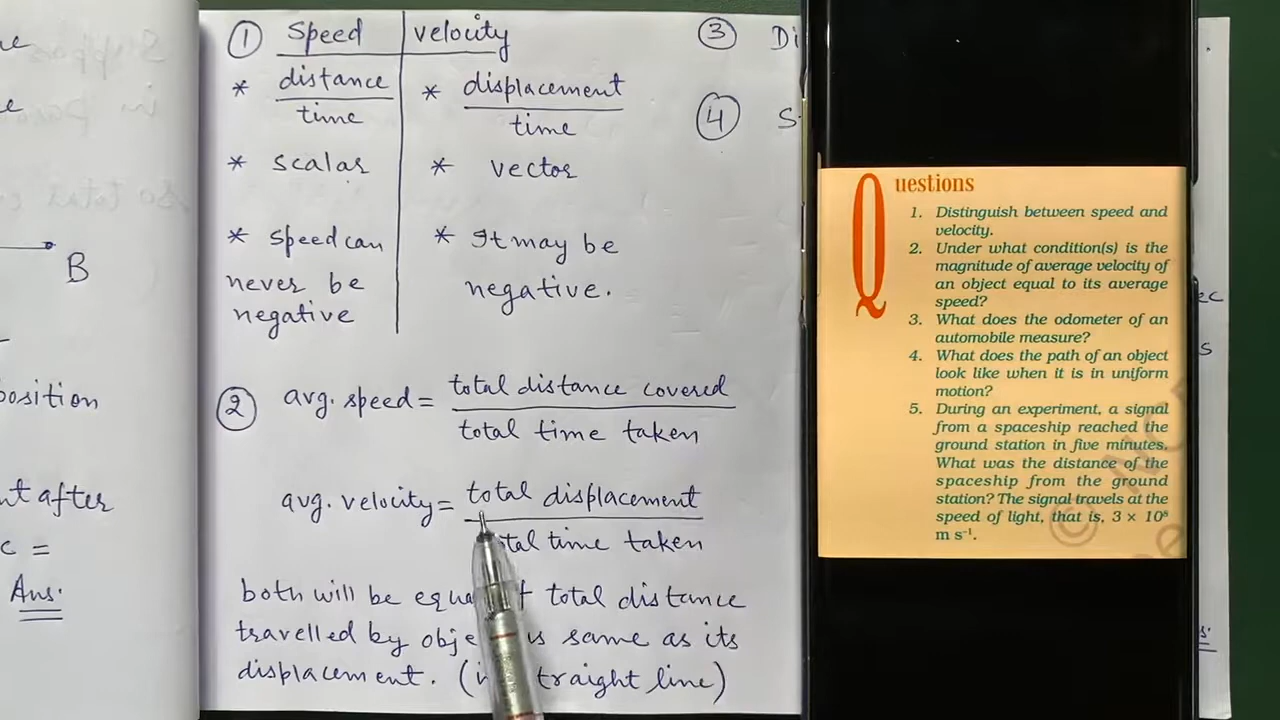 ① Speed | velocity
* distance / time
* displacement / time
* scalar
* vector
* speed can
never be
negative
* It may be
negative.
② avg. speed = total distance covered / total time taken
avg. velocity = total displacement / total time taken
both will be total distance
travelled by is same as its
displacement. (straight line)
B
position
after
c =
Ans.
③
④
Questions
1. Distinguish between speed and
velocity.
2. Under what condition(s) is the
magnitude of average velocity of
an object equal to its average
speed?
3. What does the odometer of an
automobile measure?
4. What does the path of an object
look like when it is in uniform
motion?
5. During an experiment, a signal
from a spaceship reached the
ground station in five minutes.
What was the distance of the
spaceship from the ground
station? The signal travels at the
speed of light, that is, 3 × 10⁸
m s⁻¹.